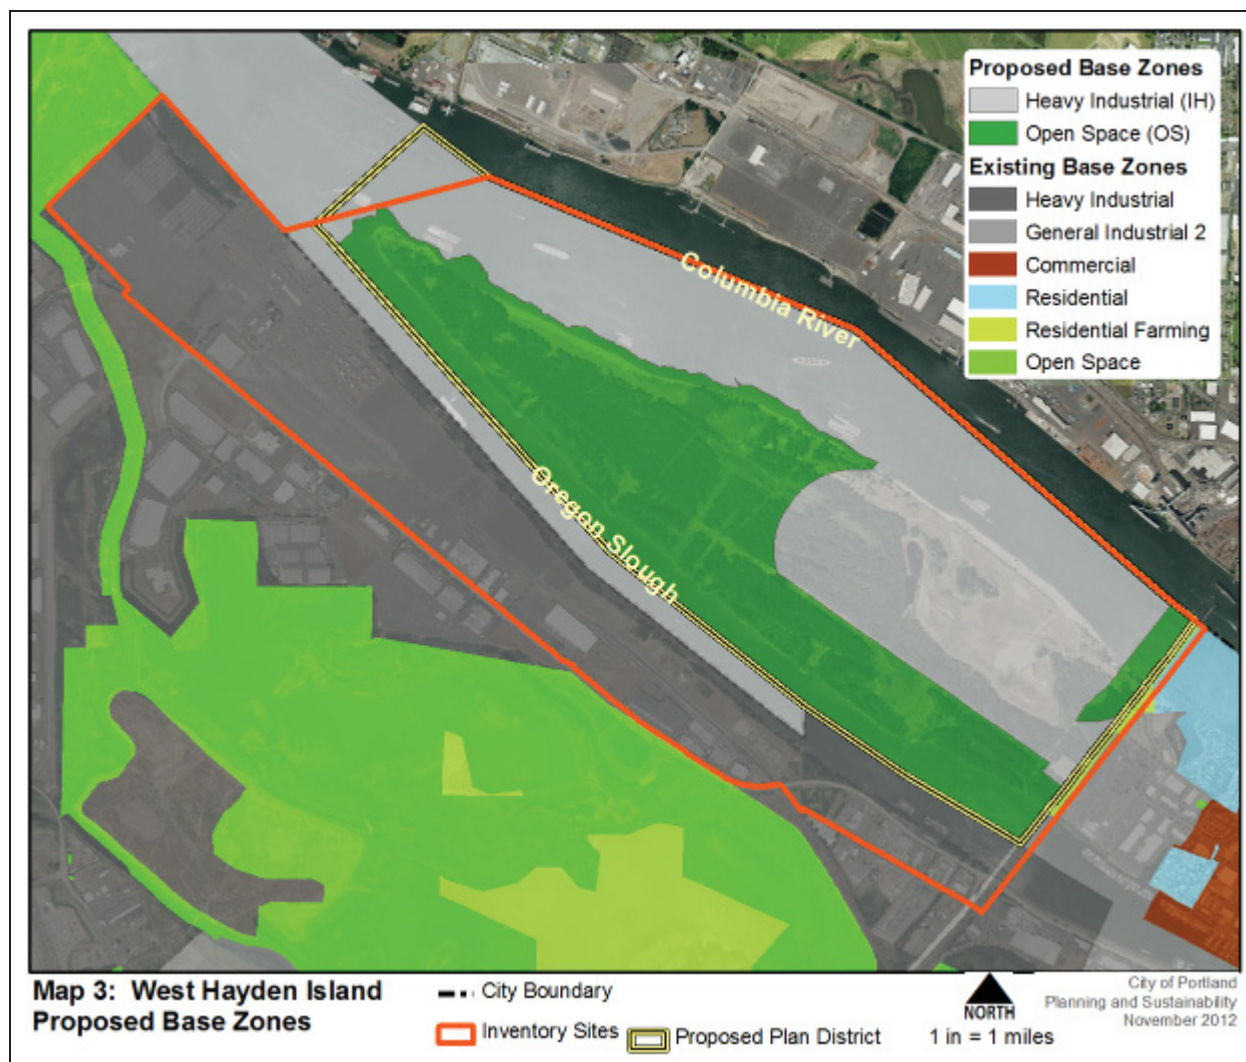 Proposed Base Zones
Heavy Industrial (IH)
Open Space (OS)
Existing Base Zones
Heavy Industrial
General Industrial 2
Commercial
Residential
Residential Farming
Open Space
Columbia River
Oregon Slough
Map 3: West Hayden Island
Proposed Base Zones
City Boundary
Inventory Sites
Proposed Plan District
NORTH
1 in = 1 miles
City of Portland
Planning and Sustainability
November 2012